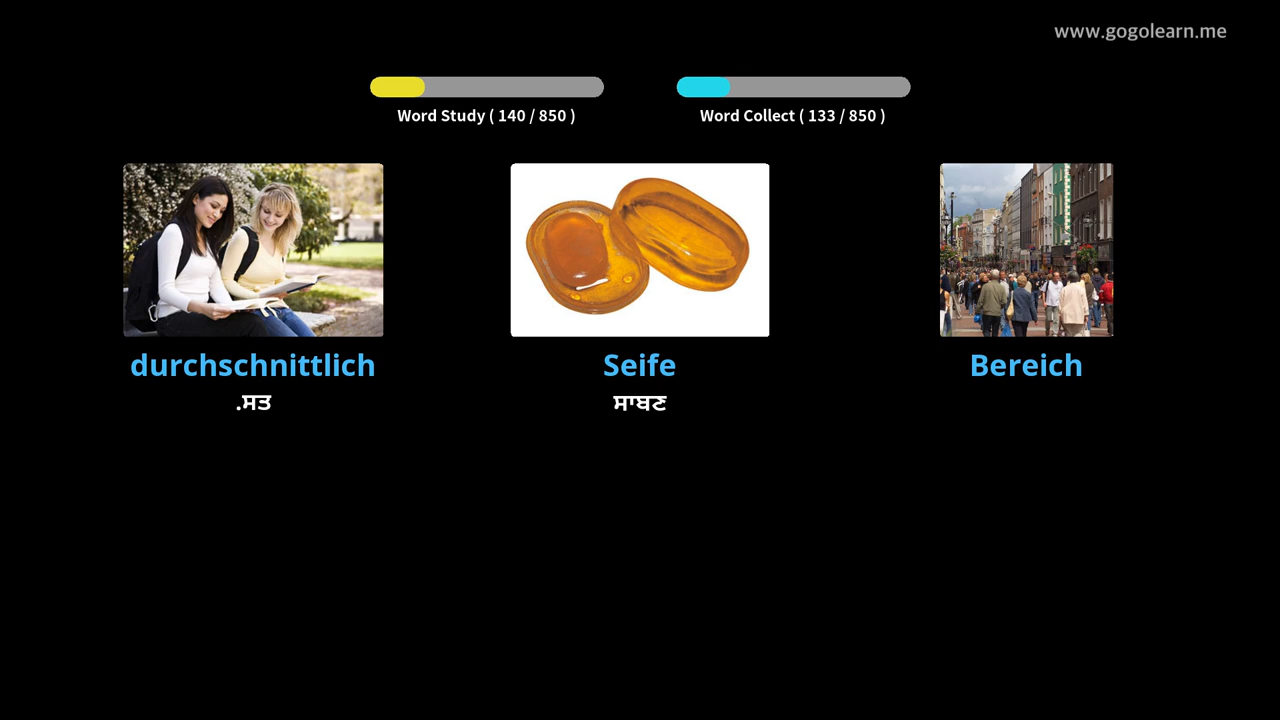 www.gogolearn.me
Word Study ( 140 / 850 )
Word Collect ( 133 / 850 )
durchschnittlich
.ਸਤ
Seife
ਸਾਬਣ
Bereich